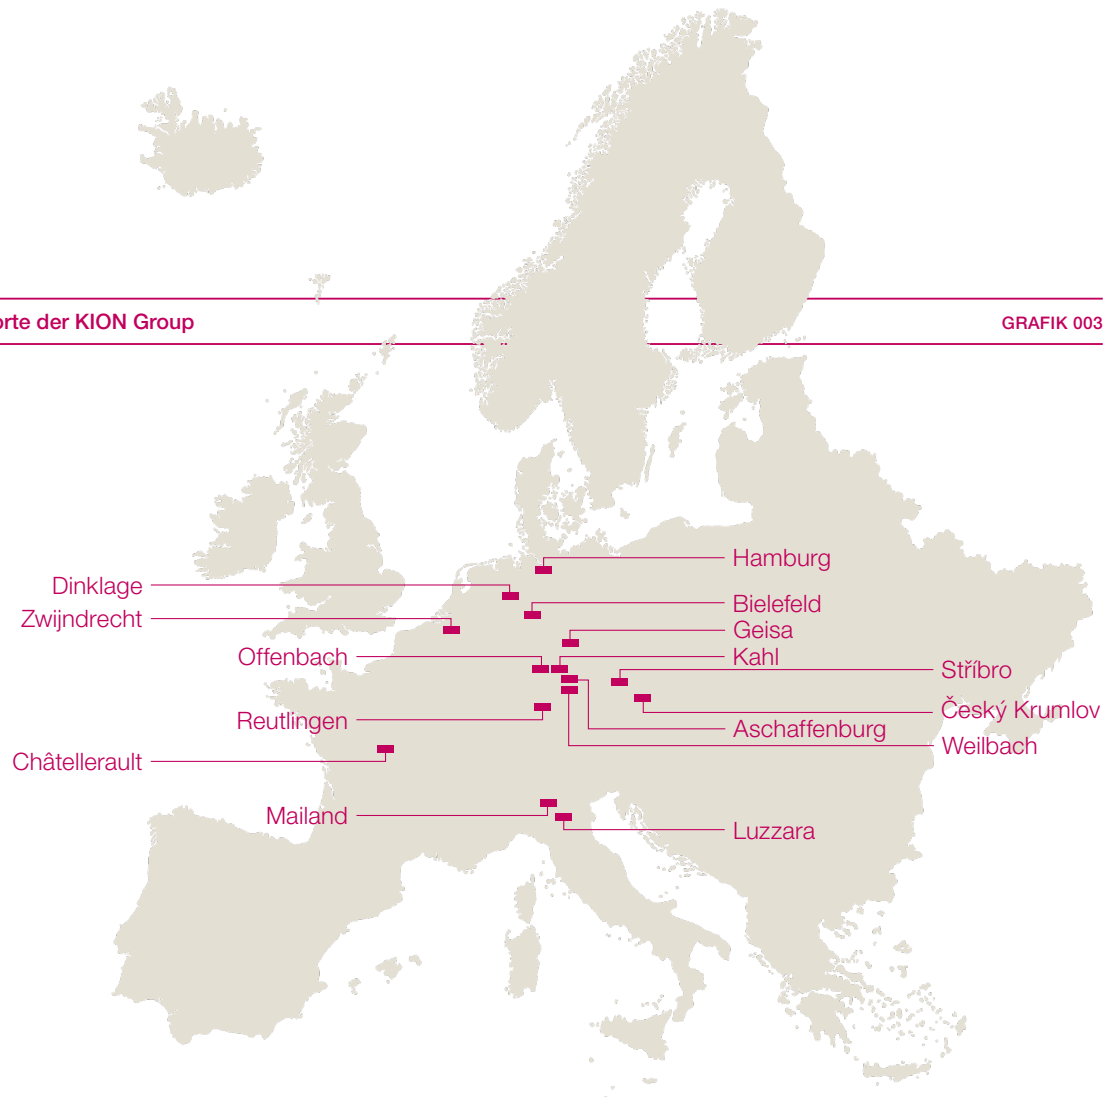 der KION Group
GRAFIK 003
Hamburg
Dinklage
Bielefeld
Zwijndrecht
Geisa
Offenbach
Kahl
Stříbro
Český Krumlov
Reutlingen
Aschaffenburg
Weilbach
Châtellerault
Mailand
Luzzara